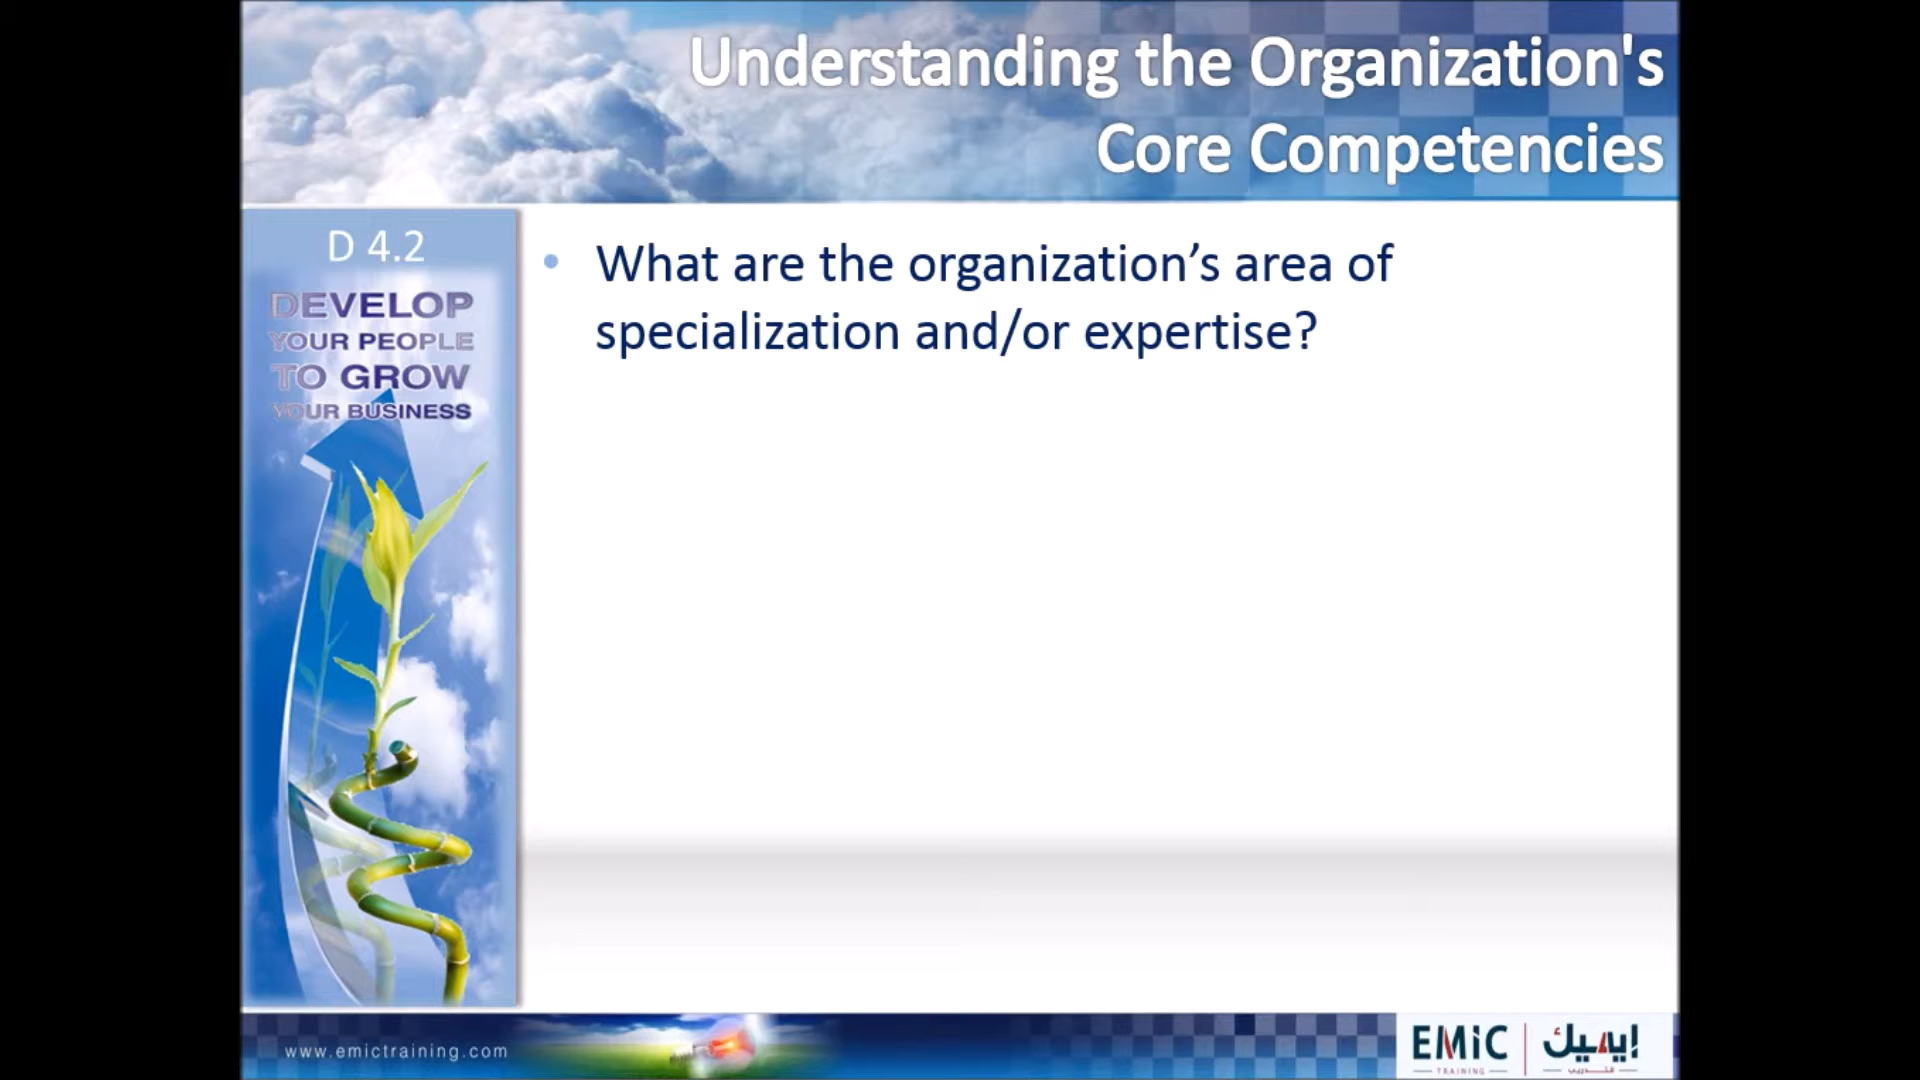 Understanding the Organization's
Core Competencies
D 4.2
DEVELOP
YOUR PEOPLE
TO GROW
YOUR BUSINESS
• What are the organization’s area of
specialization and/or expertise?
www.emictraining.com
EMiC
TRAINING
إيميك